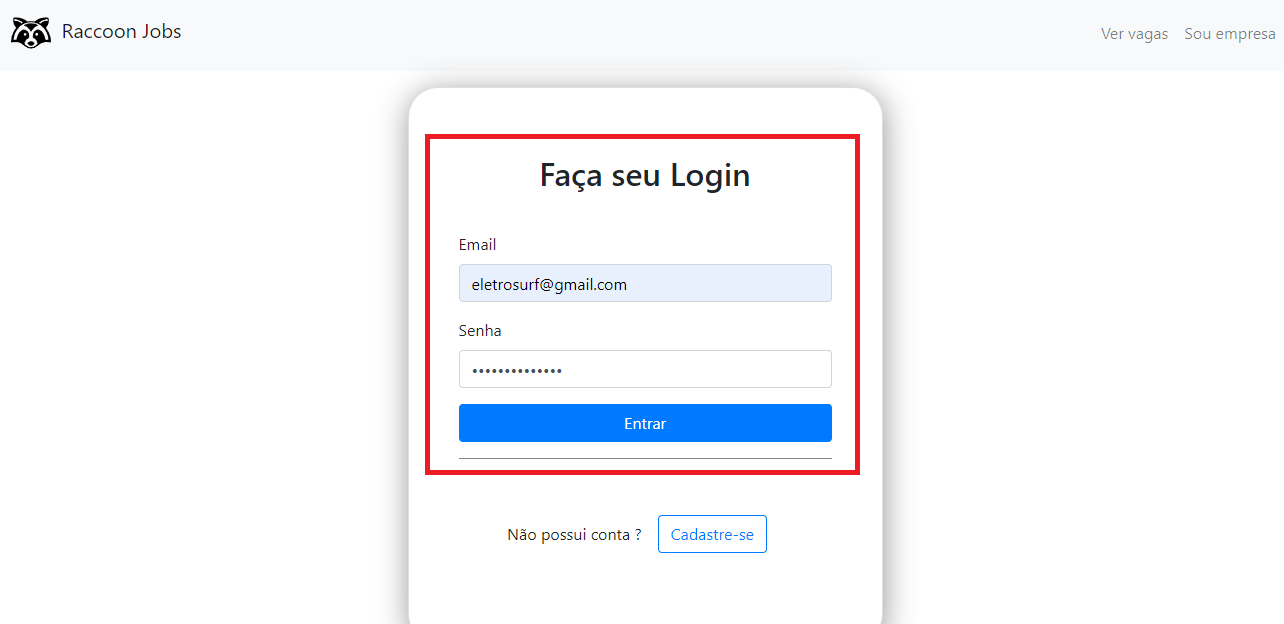 Raccoon Jobs
Ver vagas
Sou empresa
Faça seu Login
Email
eletrosurf@gmail.com
Senha
••••••••••••••
Entrar
Não possui conta ?
Cadastre-se